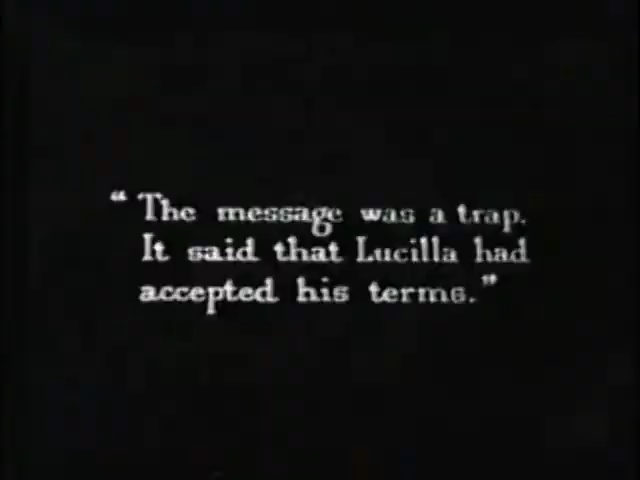 “The message was a trap.
It said that Lucilla had
accepted his terms.”